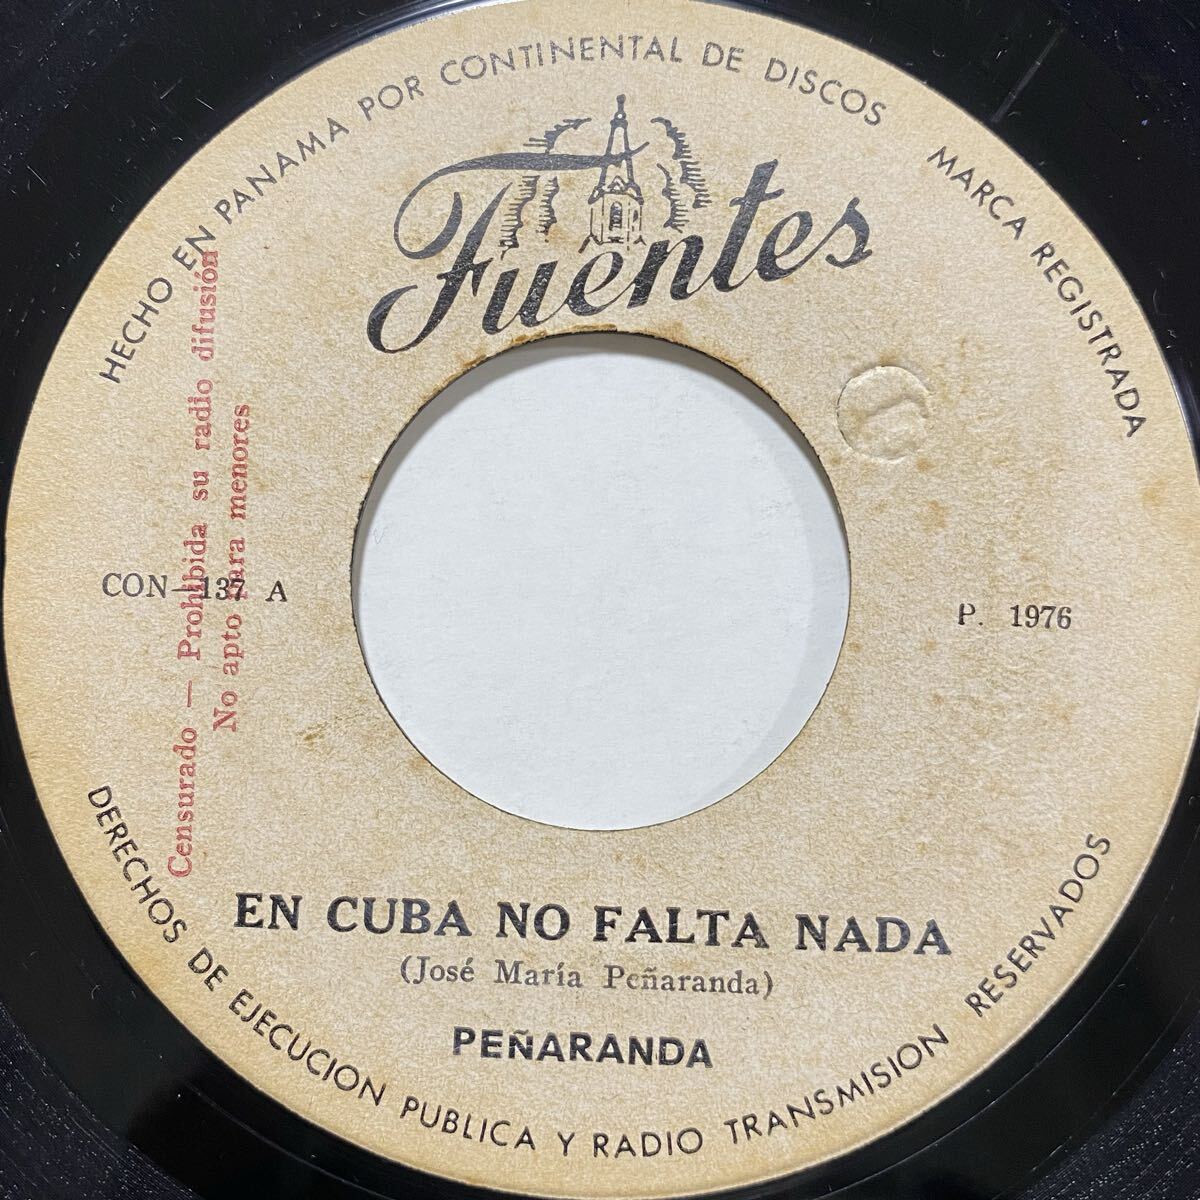 HECHO EN PANAMA POR CONTINENTAL DE DISCOS
MARCA REGISTRADA
Fuentes
Censurado — Prohibida su radio difusión
No apto para menores
CON-137 A
P. 1976
EN CUBA NO FALTA NADA
(José María Peñaranda)
PEÑARANDA
DERECHOS DE EJECUCION PUBLICA Y RADIO TRANSMISION RESERVADOS